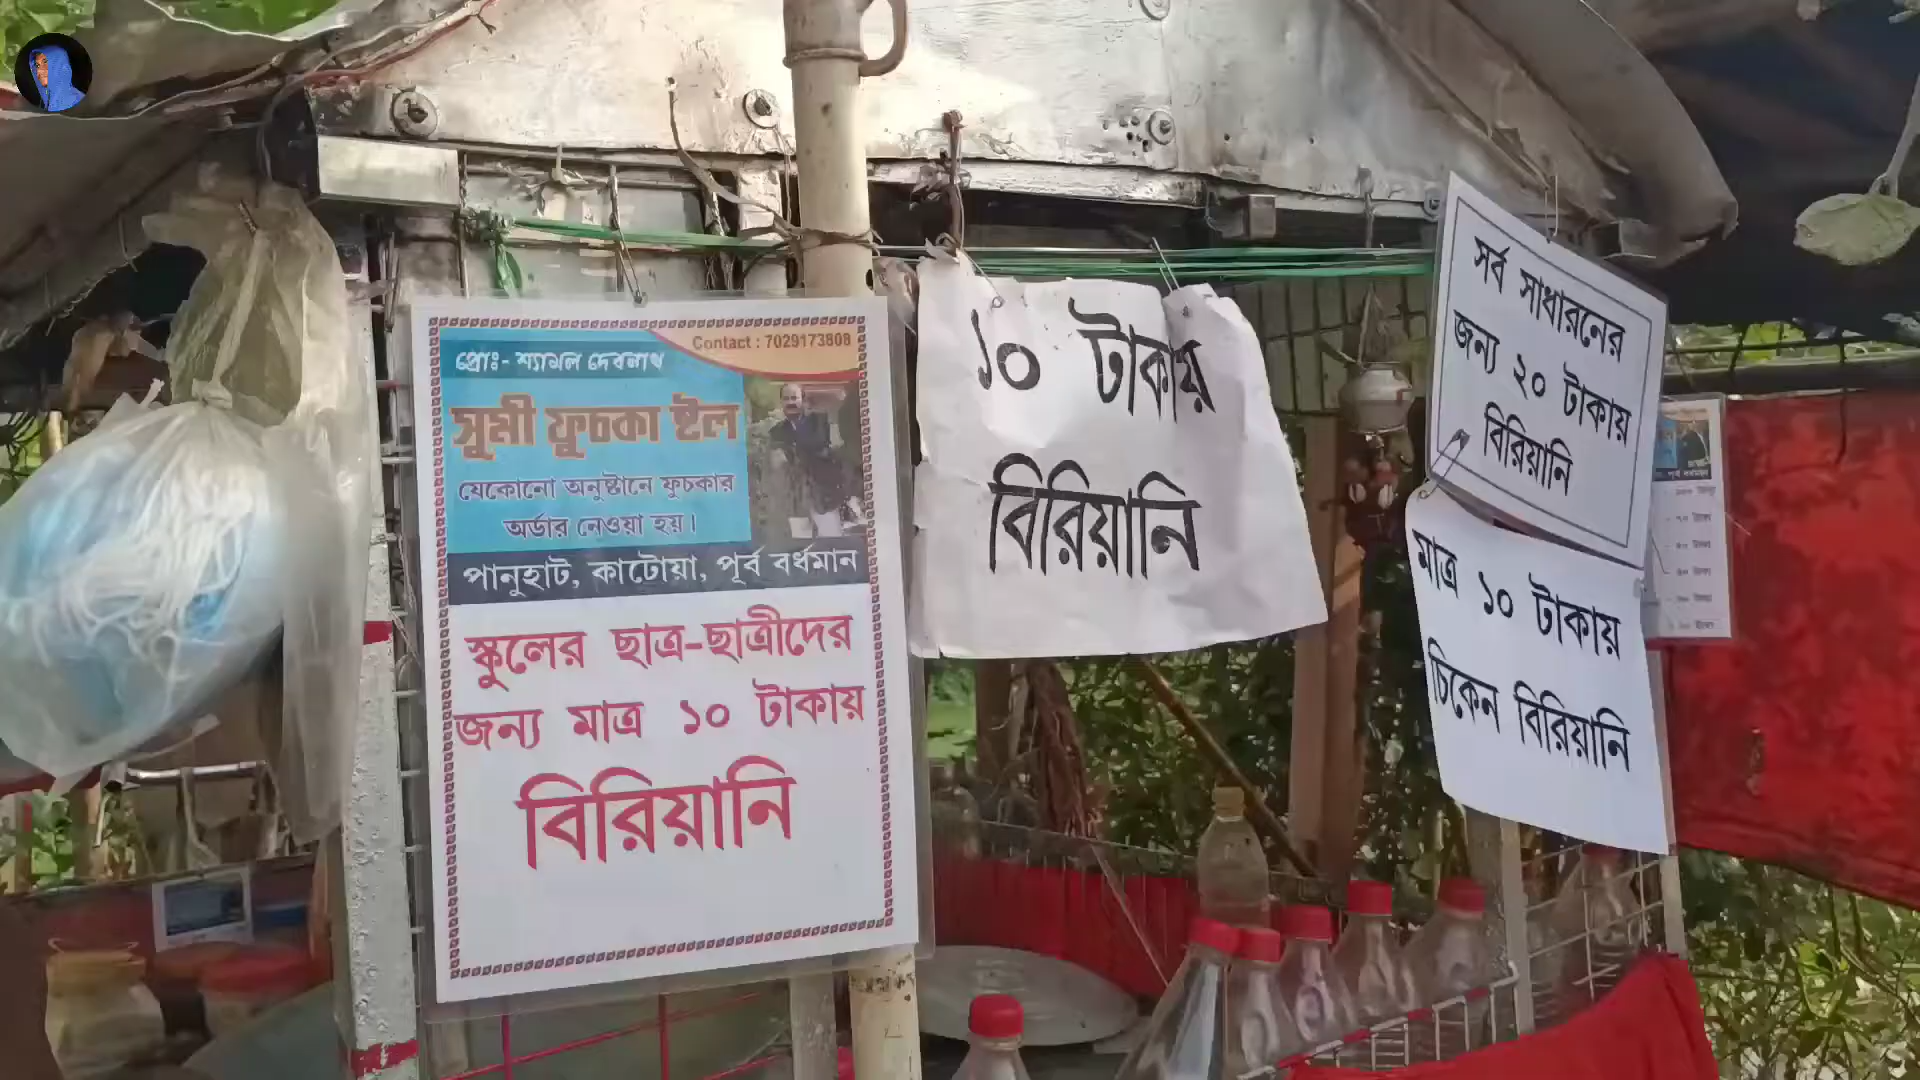 প্রোঃ- শ্যামল দেবনাথ
Contact : 7029173808
সুমী ফুচকা ষ্টল
যেকোনো অনুষ্টানে ফুচকার
অর্ডার নেওয়া হয়।
পানুহাট, কাটোয়া, পূর্ব বর্ধমান
স্কুলের ছাত্র-ছাত্রীদের
জন্য মাত্র ১০ টাকায়
বিরিয়ানি
১০ টাকায়
বিরিয়ানি
সর্ব সাধারনের
জন্য ২০ টাকায়
বিরিয়ানি
মাত্র ১০ টাকায়
চিকেন বিরিয়ানি